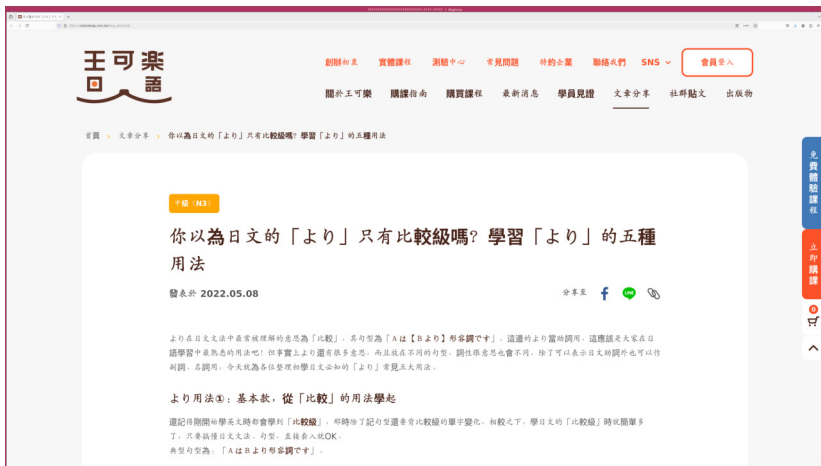 王可樂
日語
創辦初衷 實體課程 測驗中心 常見問題 特約企業 聯絡我們 SNS 會員登入
關於王可樂 購課指南 購買課程 最新消息 學員見證 文章分享 社群貼文 出版物
首頁 > 文章分享 > 你以為日文的「より」只有比較級嗎? 學習「より」的五種用法
免費體驗課程
立即購課
0
中級（N3）
你以為日文的「より」只有比較級嗎? 學習「より」的五種
用法
發表於 2022.05.08
分享至
LINE
より在日文文法中最常被理解的意思為「比較」，其句型為「Aは【Bより】形容詞です」，這邊的より當助詞用，這應該是大家在日
語學習中最熟悉的用法吧! 但事實上より還有很多意思，而且放在不同的句型，詞性跟意思也會不同，除了可以表示日文助詞外也可以作
副詞、名詞用，今天就為各位整理初學日文必知的「より」常見五大用法。
より用法①：基本款，從「比較」的用法學起
還記得剛開始學英文時都會學到「比較級」，那時除了記句型還要背比較級的單字變化，相較之下，學日文的「比較級」時就簡單多
了，只要搞懂日文文法、句型，直接套入就OK。
典型句型為：「AはBより形容詞です」。